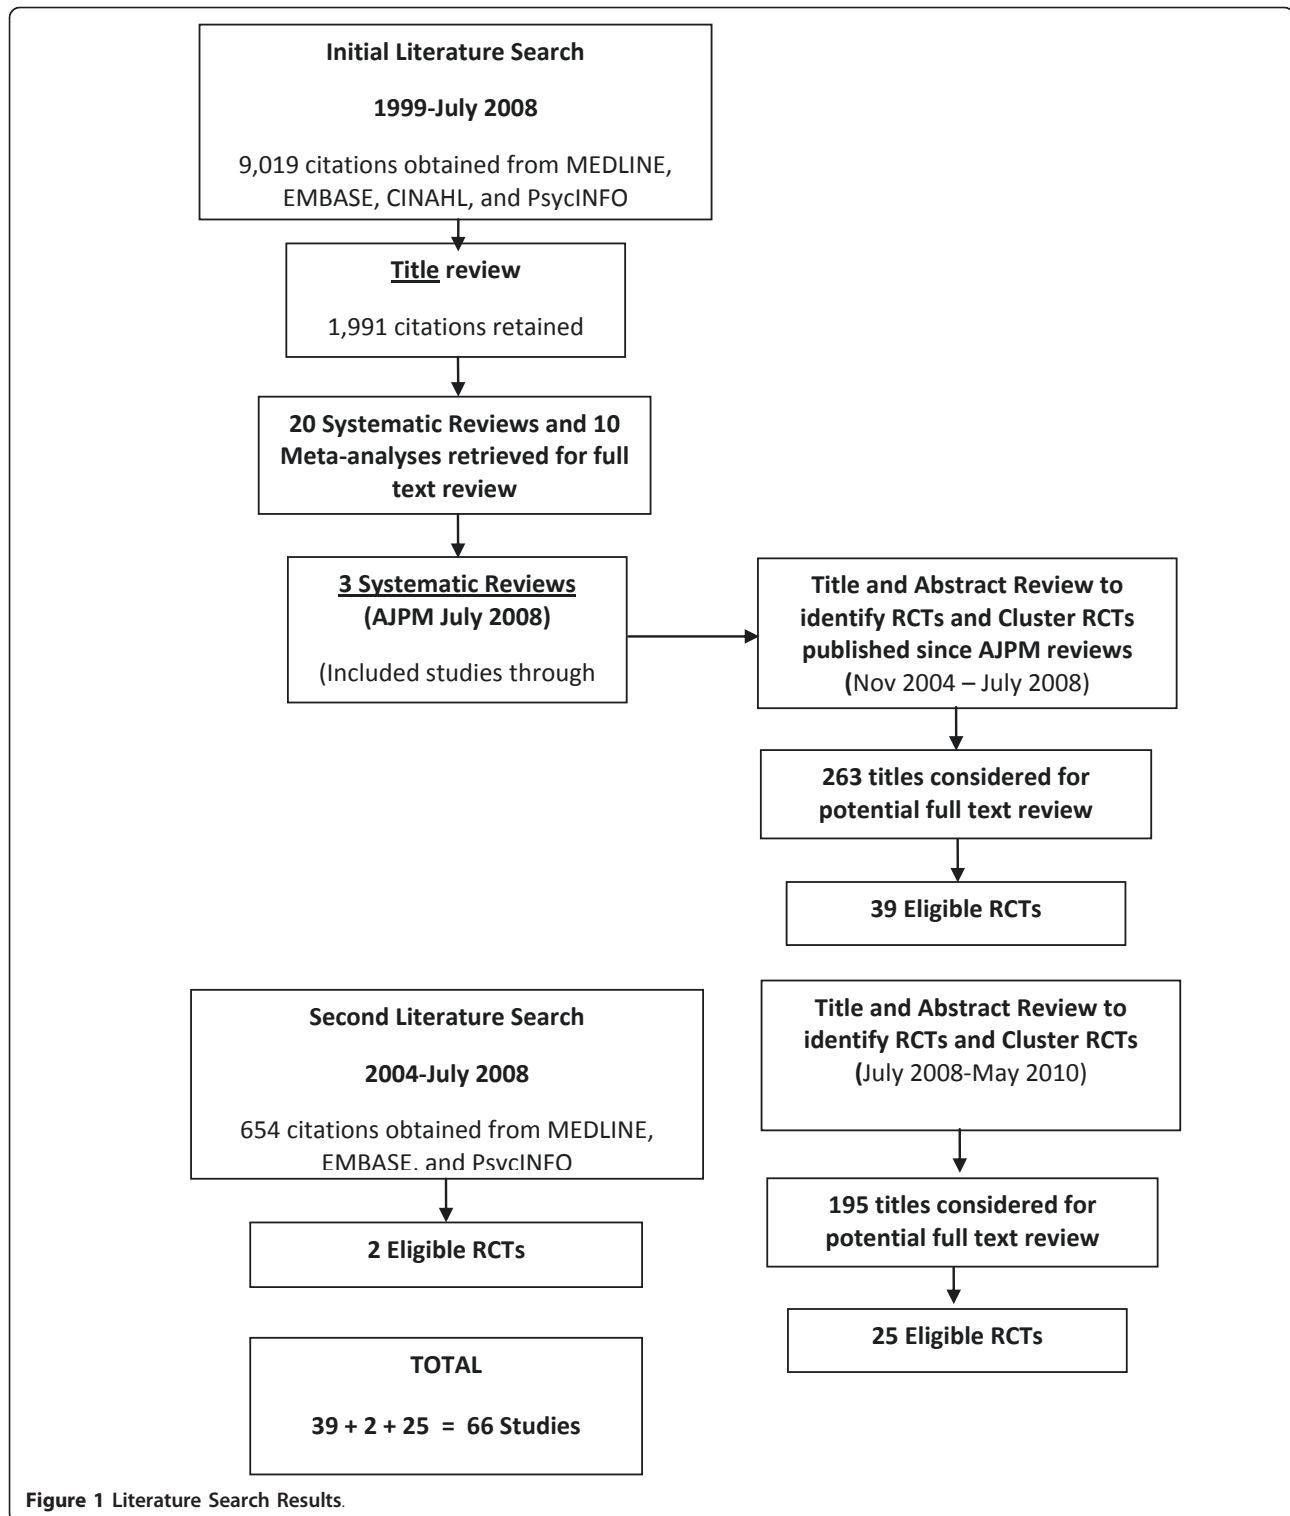 Initial Literature Search
1999-July 2008
9,019 citations obtained from MEDLINE,
EMBASE, CINAHL, and PsycINFO
Title review
1,991 citations retained
20 Systematic Reviews and 10
Meta-analyses retrieved for full
text review
3 Systematic Reviews
(AJPM July 2008)
(Included studies through
Title and Abstract Review to
identify RCTs and Cluster RCTs
published since AJPM reviews
(Nov 2004 – July 2008)
263 titles considered for
potential full text review
39 Eligible RCTs
Second Literature Search
2004-July 2008
654 citations obtained from MEDLINE,
EMBASE, and PsycINFO
2 Eligible RCTs
Title and Abstract Review to
identify RCTs and Cluster RCTs
(July 2008-May 2010)
195 titles considered for
potential full text review
25 Eligible RCTs
TOTAL
39 + 2 + 25 = 66 Studies
Figure 1 Literature Search Results.